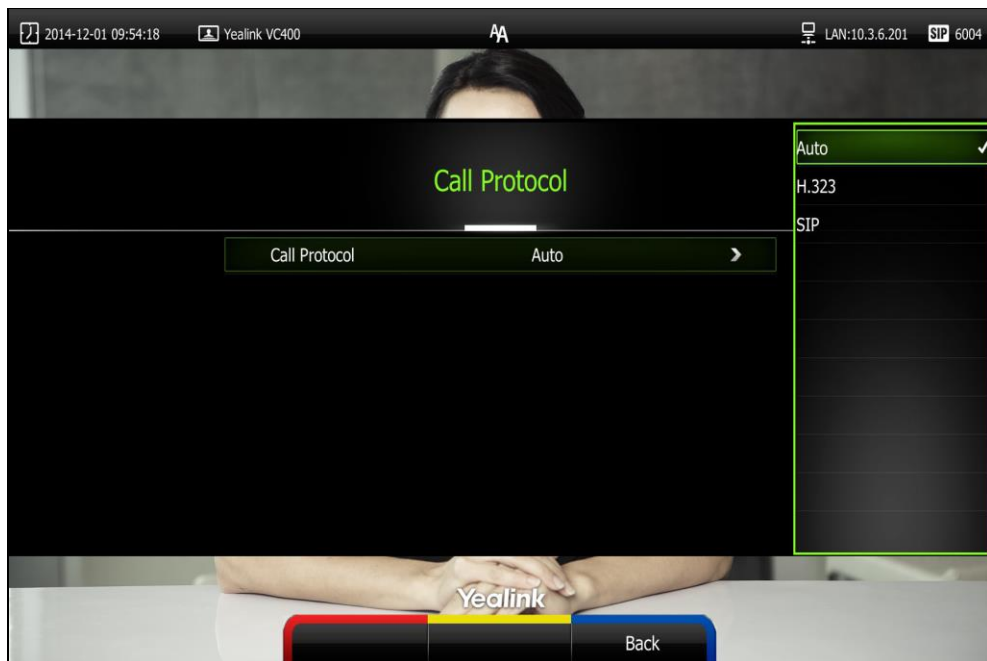 2014-12-01 09:54:18 Yealink VC400 AA LAN:10.3.6.201 SIP 6004
Call Protocol
Call Protocol Auto
Auto
H.323
SIP
Yealink
Back